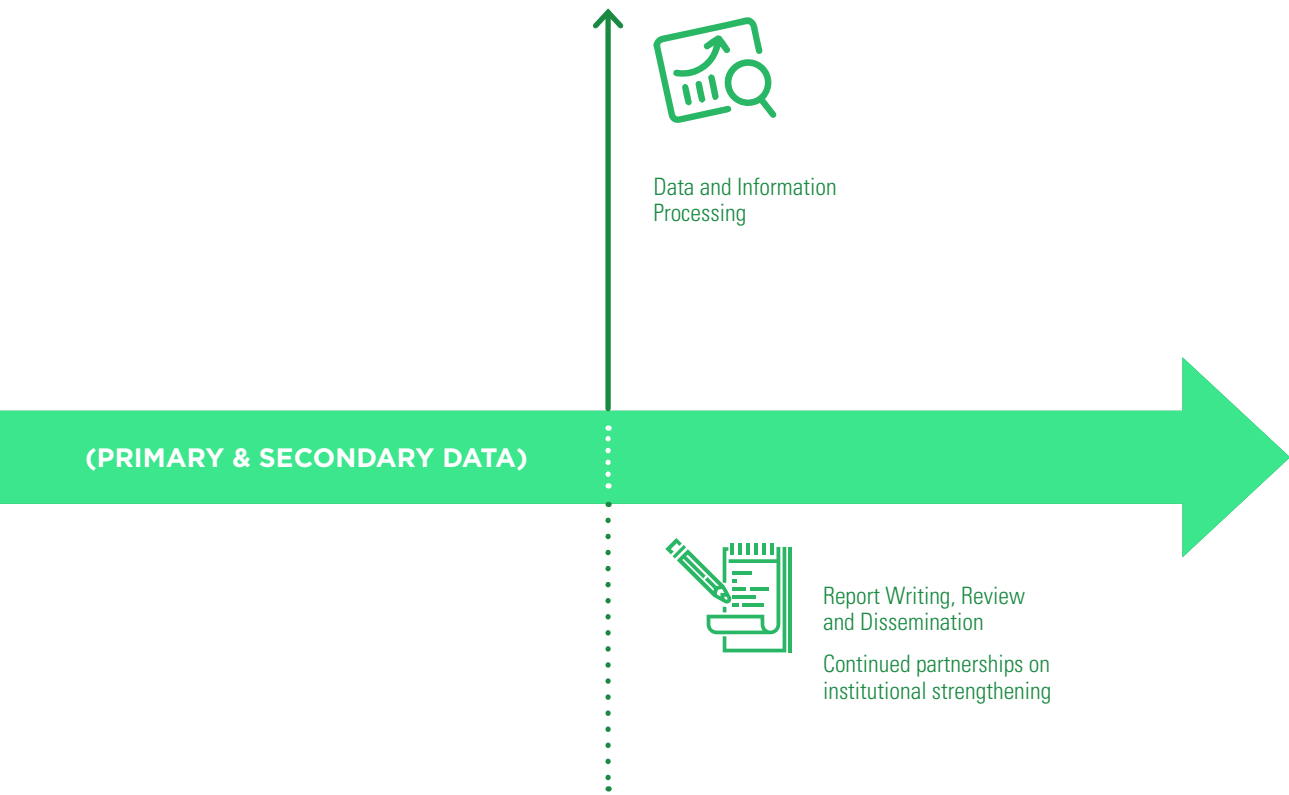 Data and Information
Processing
(PRIMARY & SECONDARY DATA)
Report Writing, Review
and Dissemination
Continued partnerships on
institutional strengthening